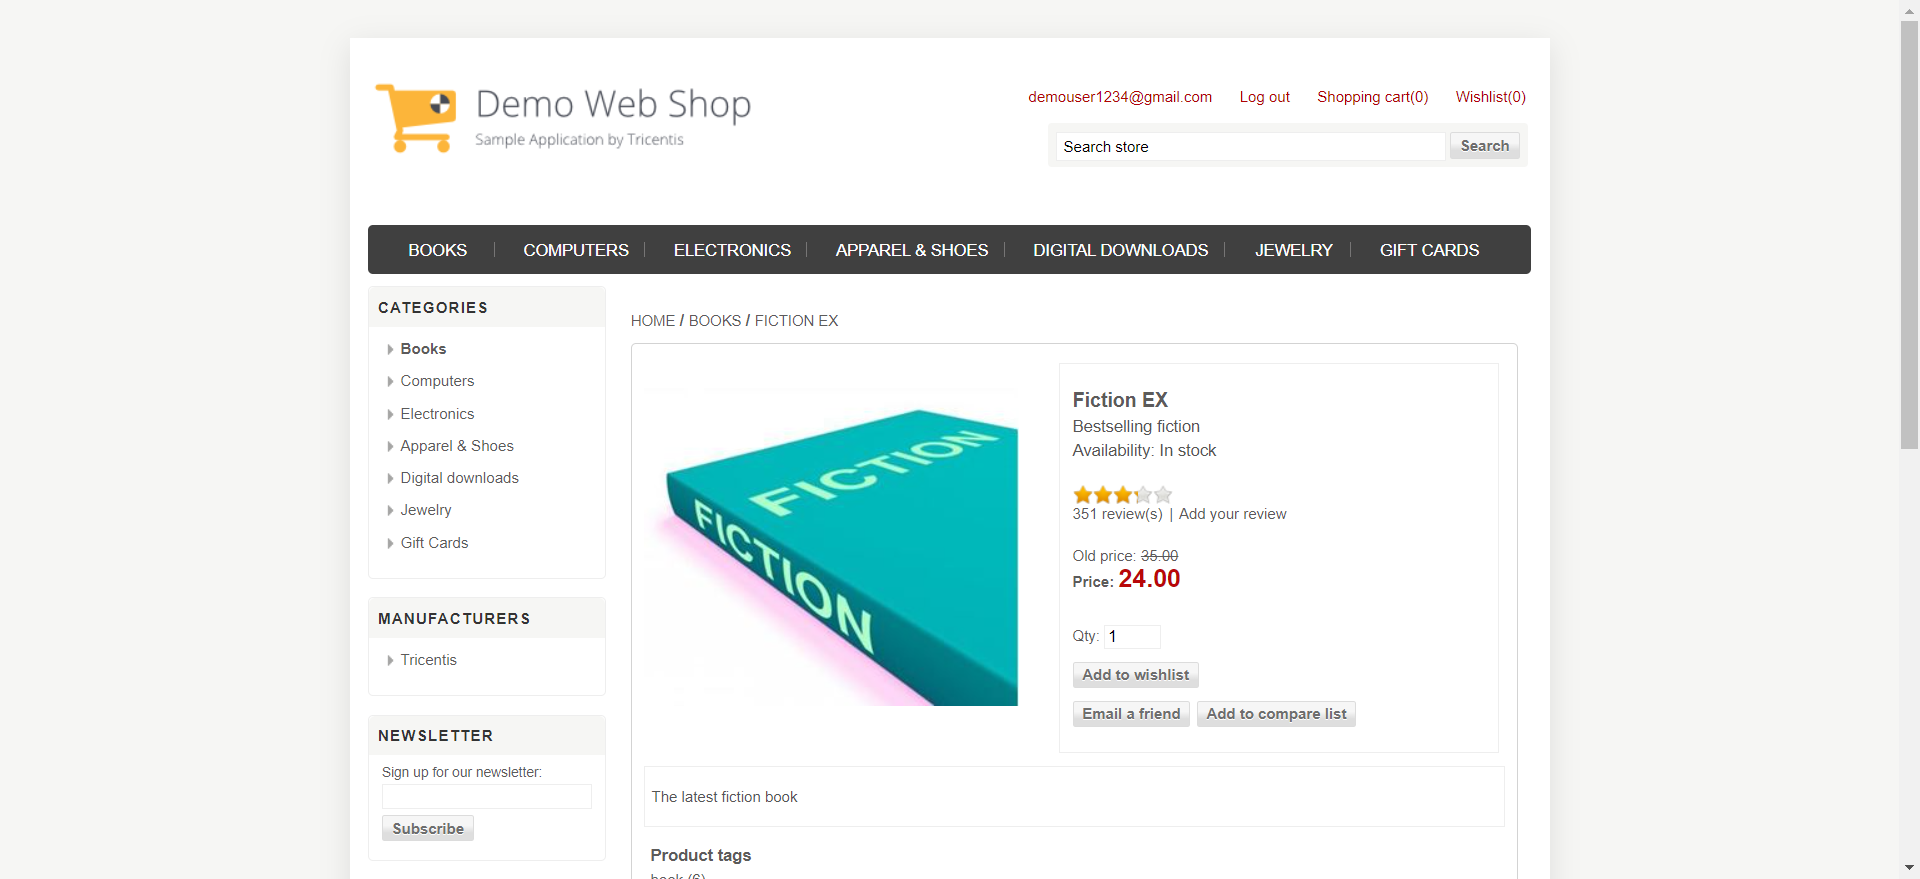 Demo Web Shop
Sample Application by Tricentis
demouser1234@gmail.com Log out Shopping cart(0) Wishlist(0)
Search store Search
BOOKS COMPUTERS ELECTRONICS APPAREL & SHOES DIGITAL DOWNLOADS JEWELRY GIFT CARDS
CATEGORIES
Books
Computers
Electronics
Apparel & Shoes
Digital downloads
Jewelry
Gift Cards
MANUFACTURERS
Tricentis
NEWSLETTER
Sign up for our newsletter:
Subscribe
HOME / BOOKS / FICTION EX
FICTION
FICTION
Fiction EX
Bestselling fiction
Availability: In stock
351 review(s) | Add your review
Old price: 35.00
Price: 24.00
Qty: 1
Add to wishlist
Email a friend Add to compare list
The latest fiction book
Product tags
book (6)